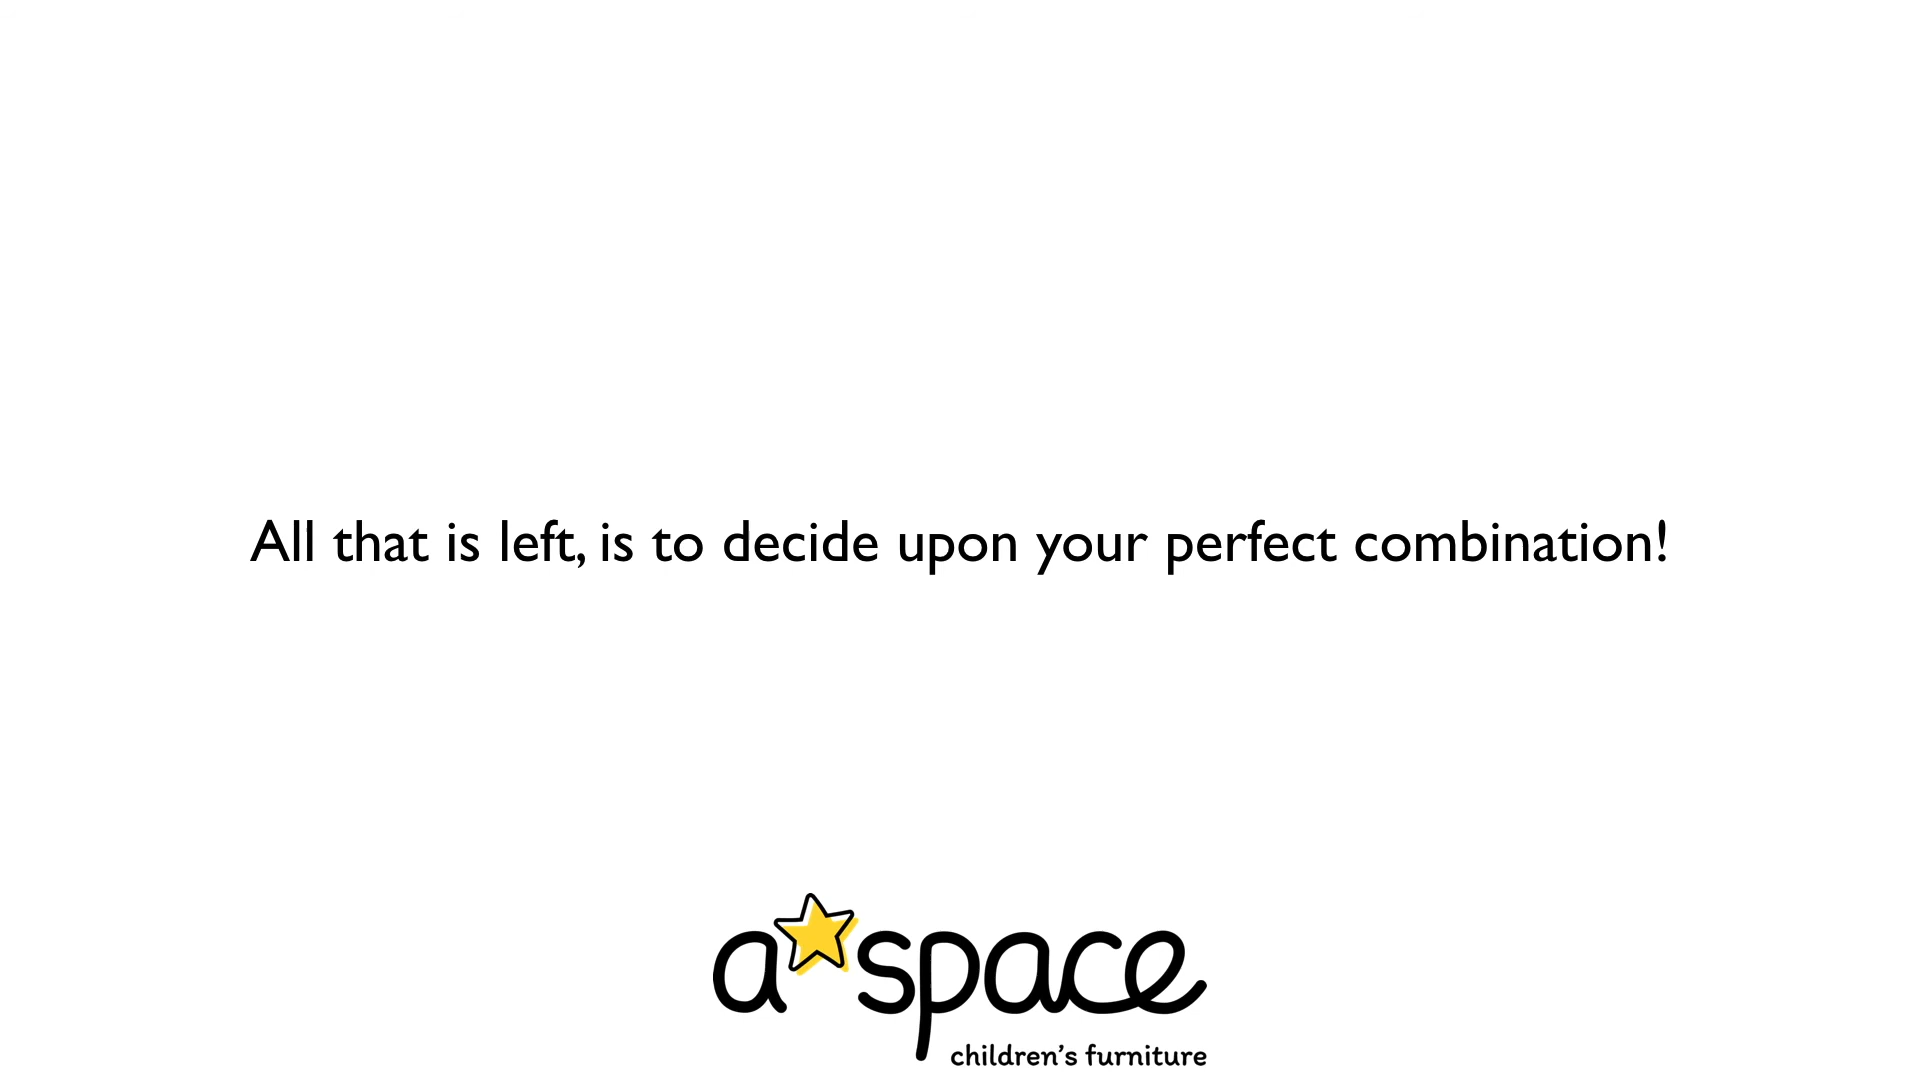 All that is left, is to decide upon your perfect combination!
a space
children's furniture